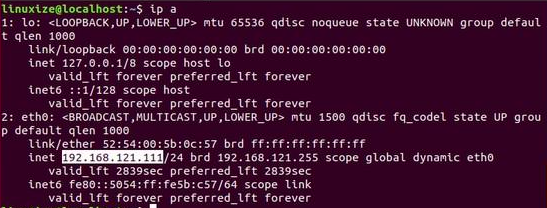 linuxize@localhost:~$ ip a
1: lo: <LOOPBACK,UP,LOWER_UP> mtu 65536 qdisc noqueue state UNKNOWN group defaul
t qlen 1000
    link/loopback 00:00:00:00:00:00 brd 00:00:00:00:00:00
    inet 127.0.0.1/8 scope host lo
       valid_lft forever preferred_lft forever
    inet6 ::1/128 scope host
       valid_lft forever preferred_lft forever
2: eth0: <BROADCAST,MULTICAST,UP,LOWER_UP> mtu 1500 qdisc fq_codel state UP grou
p default qlen 1000
    link/ether 52:54:00:5b:0c:57 brd ff:ff:ff:ff:ff:ff
    inet 192.168.121.111/24 brd 192.168.121.255 scope global dynamic eth0
       valid_lft 2839sec preferred_lft 2839sec
    inet6 fe80::5054:ff:fe5b:c57/64 scope link
       valid_lft forever preferred_lft forever